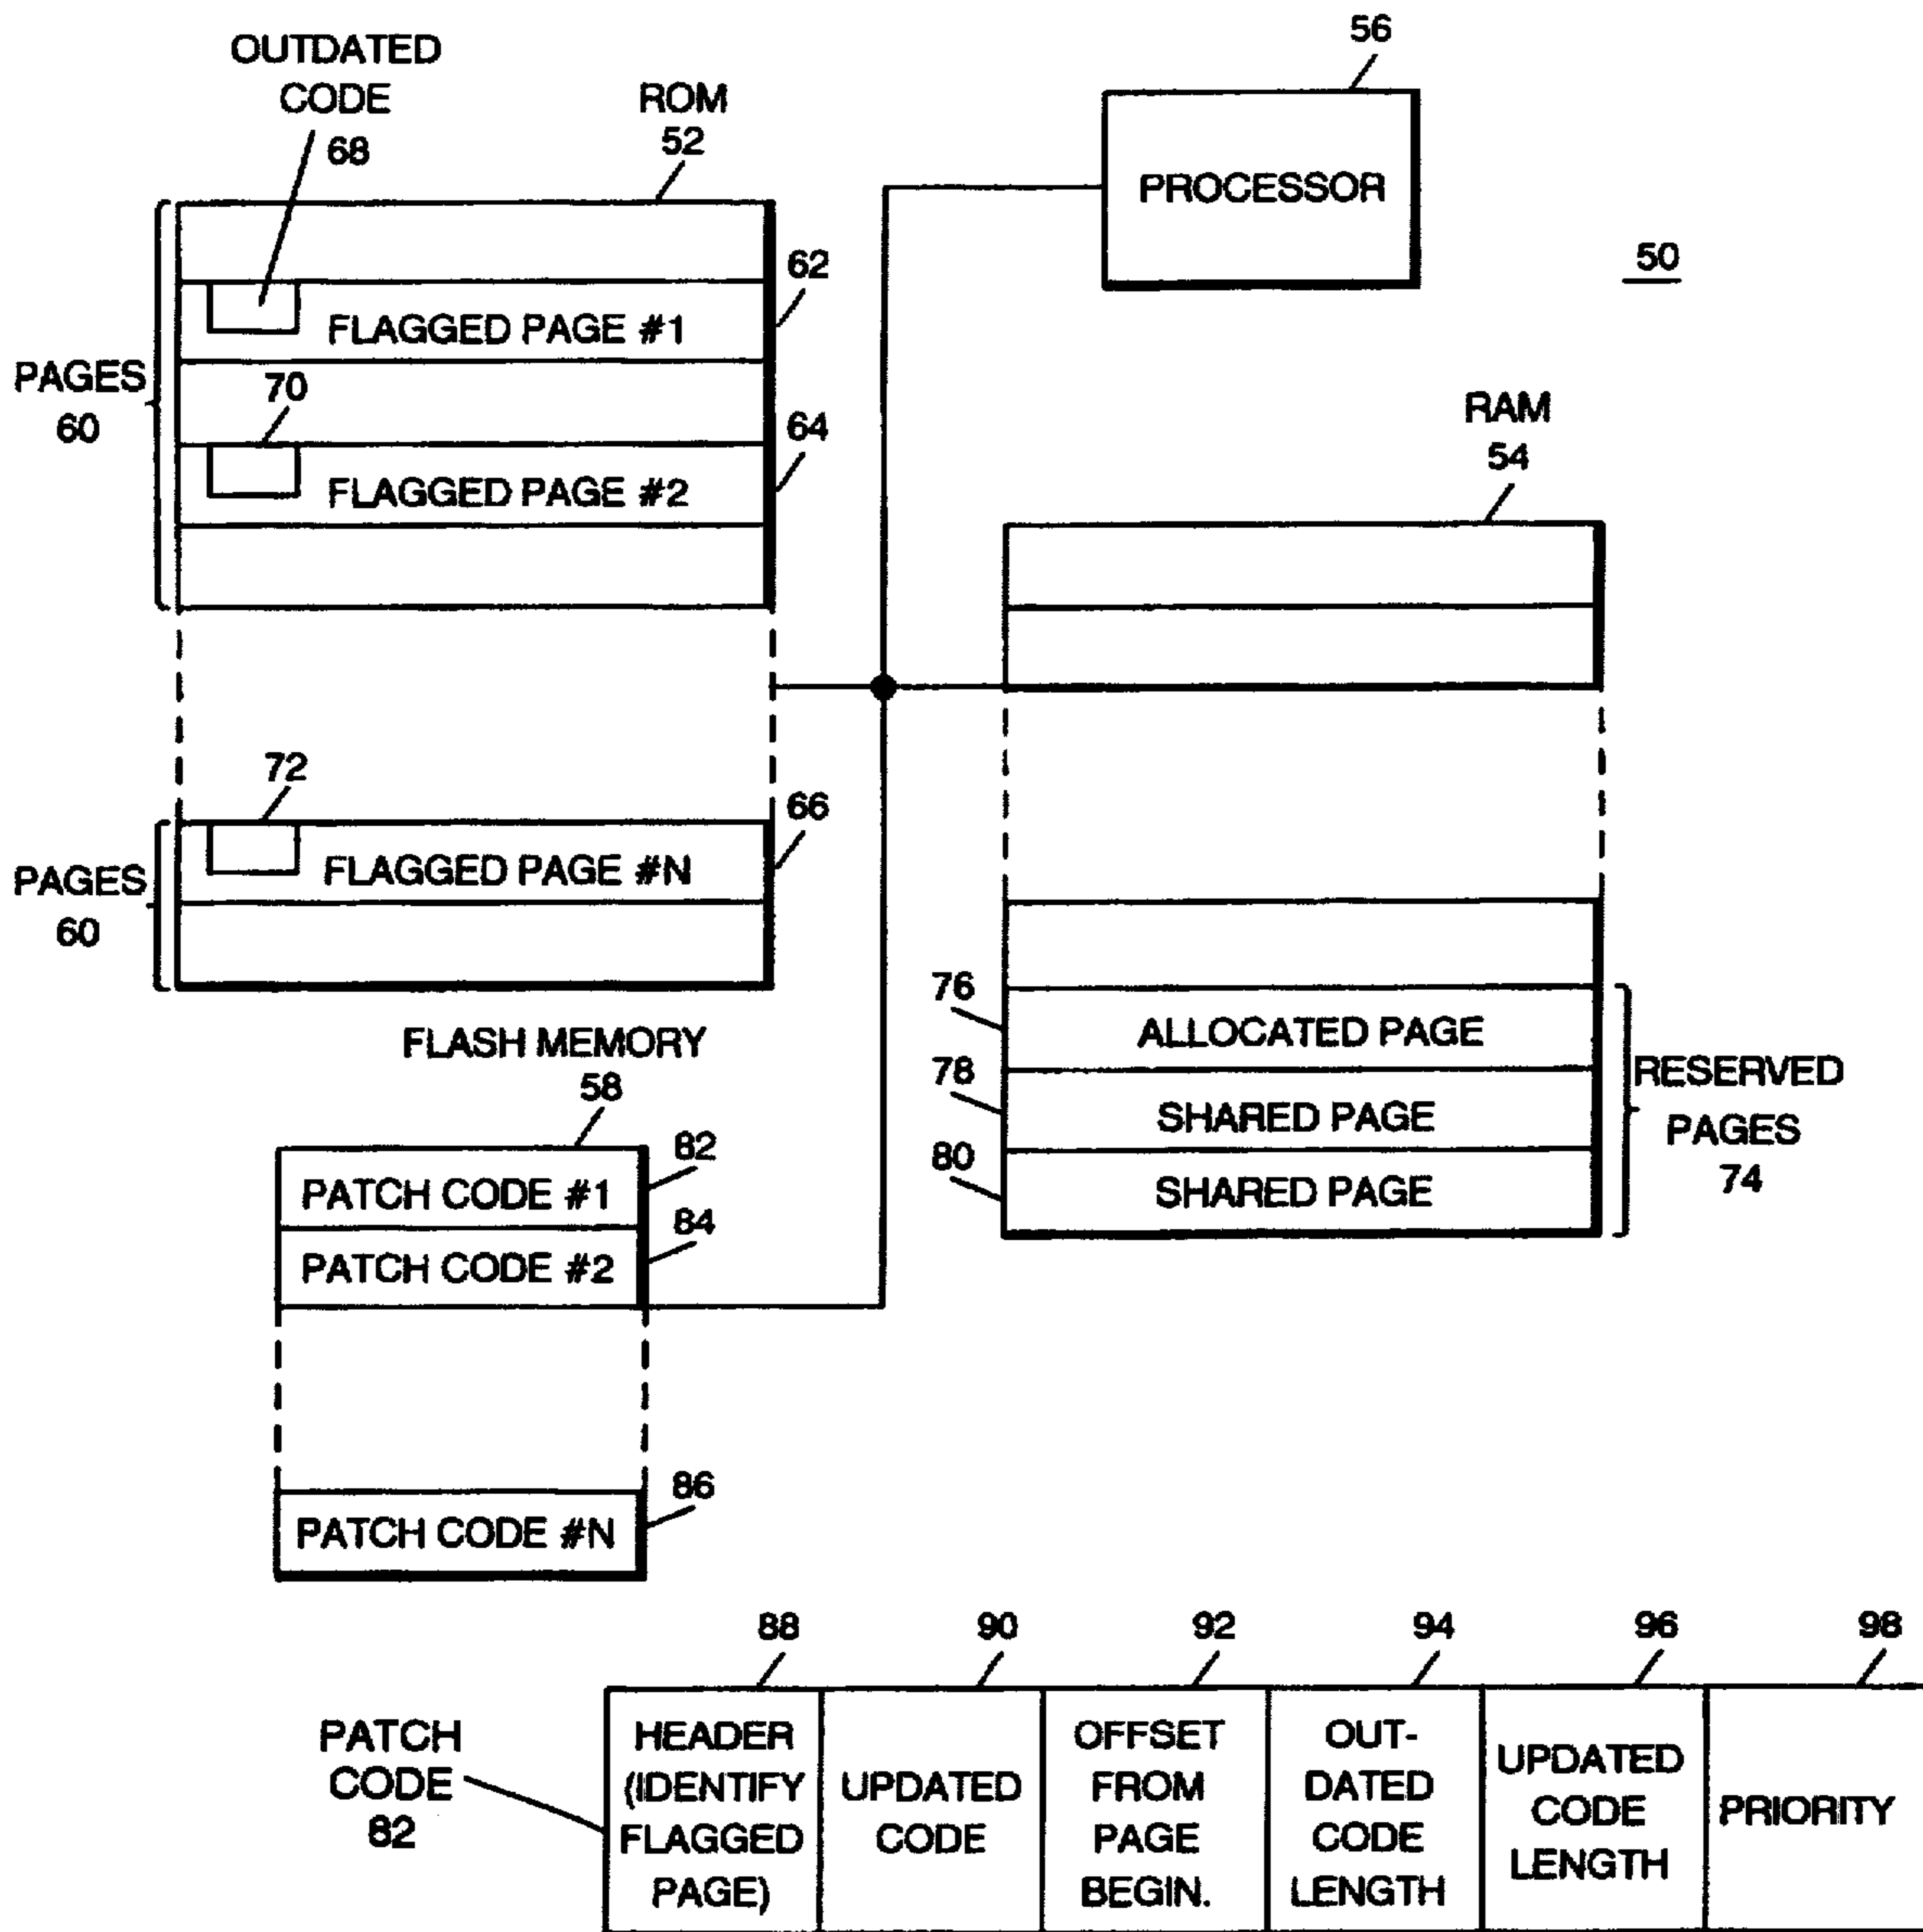 OUTDATED
CODE
68
ROM
52
56
PROCESSOR
50
PAGES
60
62
FLAGGED PAGE #1
70
64
FLAGGED PAGE #2
RAM
54
72
66
PAGES
60
FLAGGED PAGE #N
FLASH MEMORY
58
76
ALLOCATED PAGE
78
SHARED PAGE
80
SHARED PAGE
RESERVED
PAGES
74
82
PATCH CODE #1
84
PATCH CODE #2
86
PATCH CODE #N
PATCH
CODE
82
88
HEADER
(IDENTIFY
FLAGGED
PAGE)
90
UPDATED
CODE
92
OFFSET
FROM
PAGE
BEGIN.
94
OUT-
DATED
CODE
LENGTH
96
UPDATED
CODE
LENGTH
98
PRIORITY